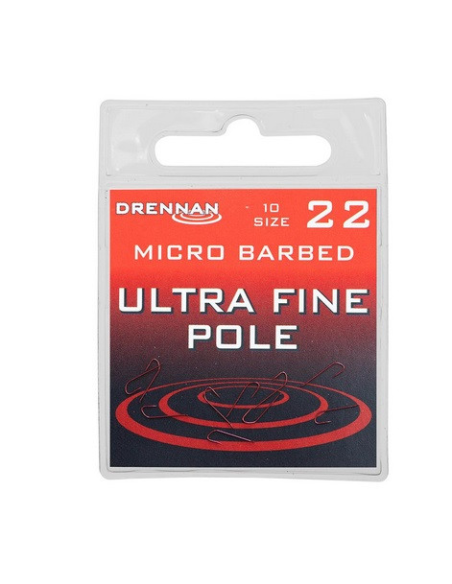 DRENNAN - 10 SIZE 22
MICRO BARBED
ULTRA FINE
POLE